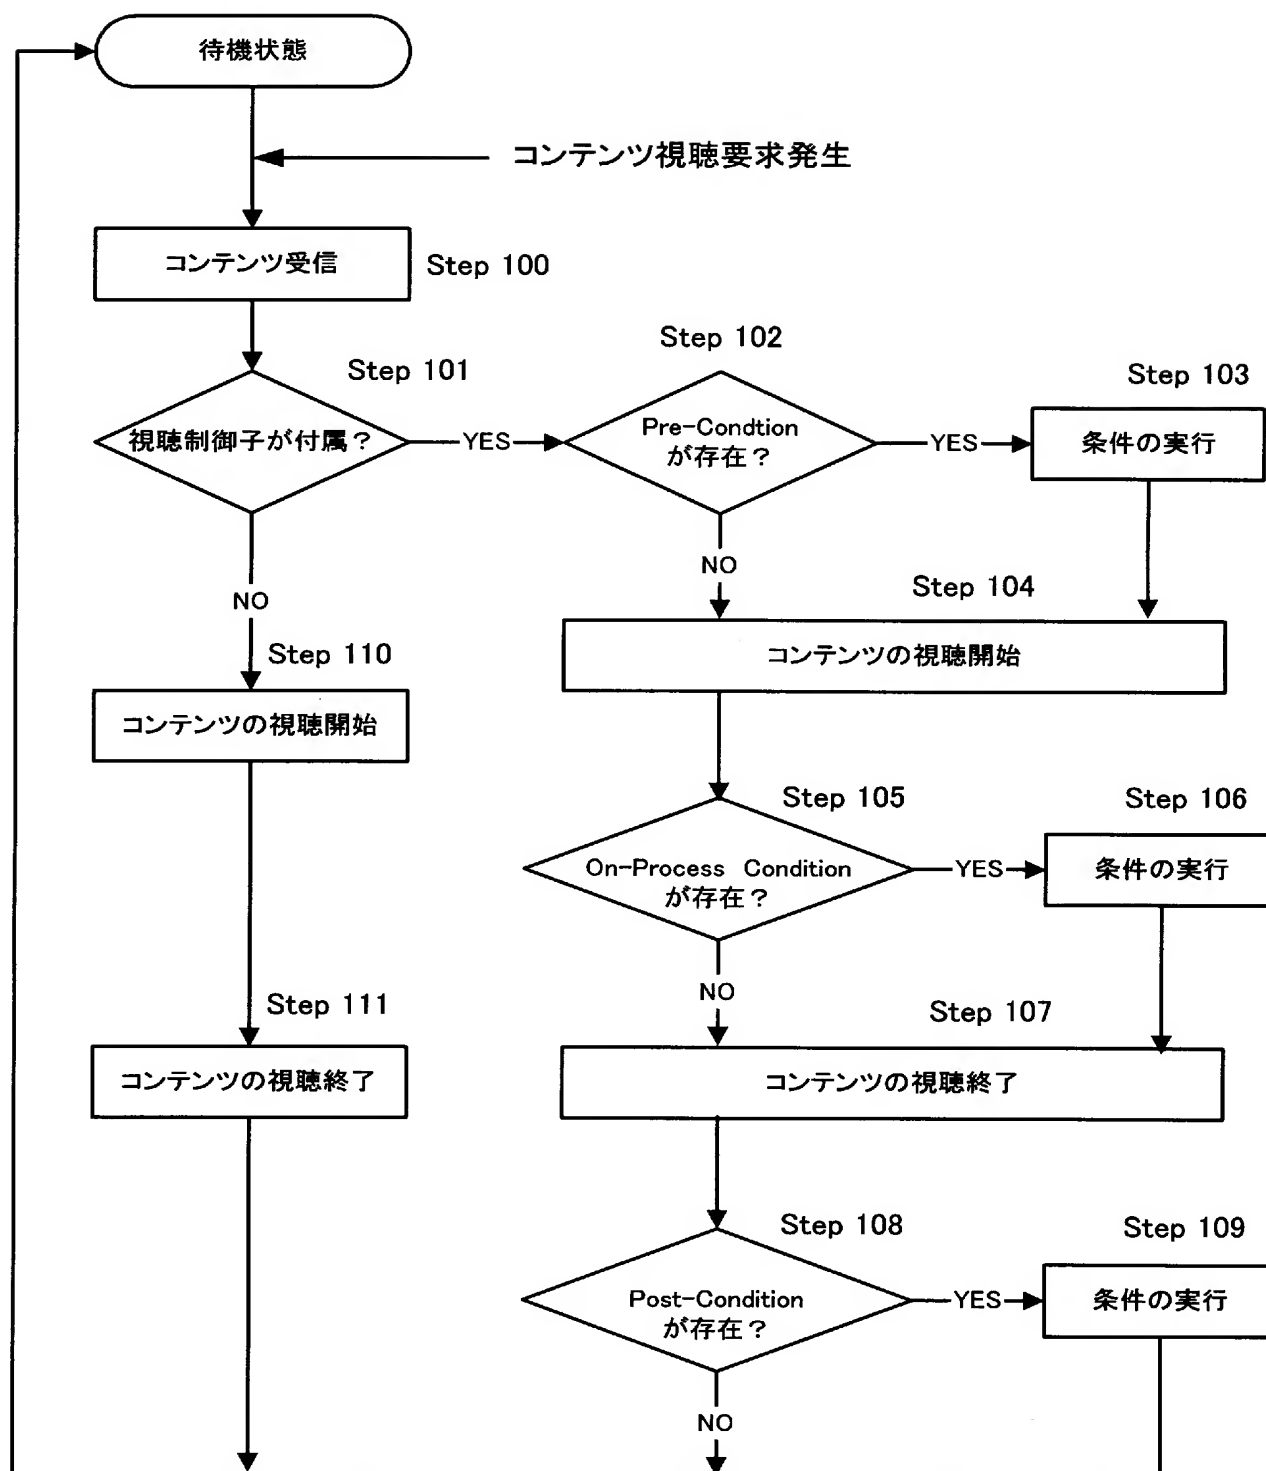 待機状態
コンテンツ視聴要求発生
コンテンツ受信
Step 100
Step 101
視聴制御子が付属？
YES
Step 102
Pre-Condtion
が存在？
YES
Step 103
条件の実行
NO
NO
Step 104
コンテンツの視聴開始
Step 110
コンテンツの視聴開始
Step 105
On-Process Condition
が存在？
YES
Step 106
条件の実行
NO
Step 107
コンテンツの視聴終了
Step 111
コンテンツの視聴終了
Step 108
Post-Condition
が存在？
YES
Step 109
条件の実行
NO